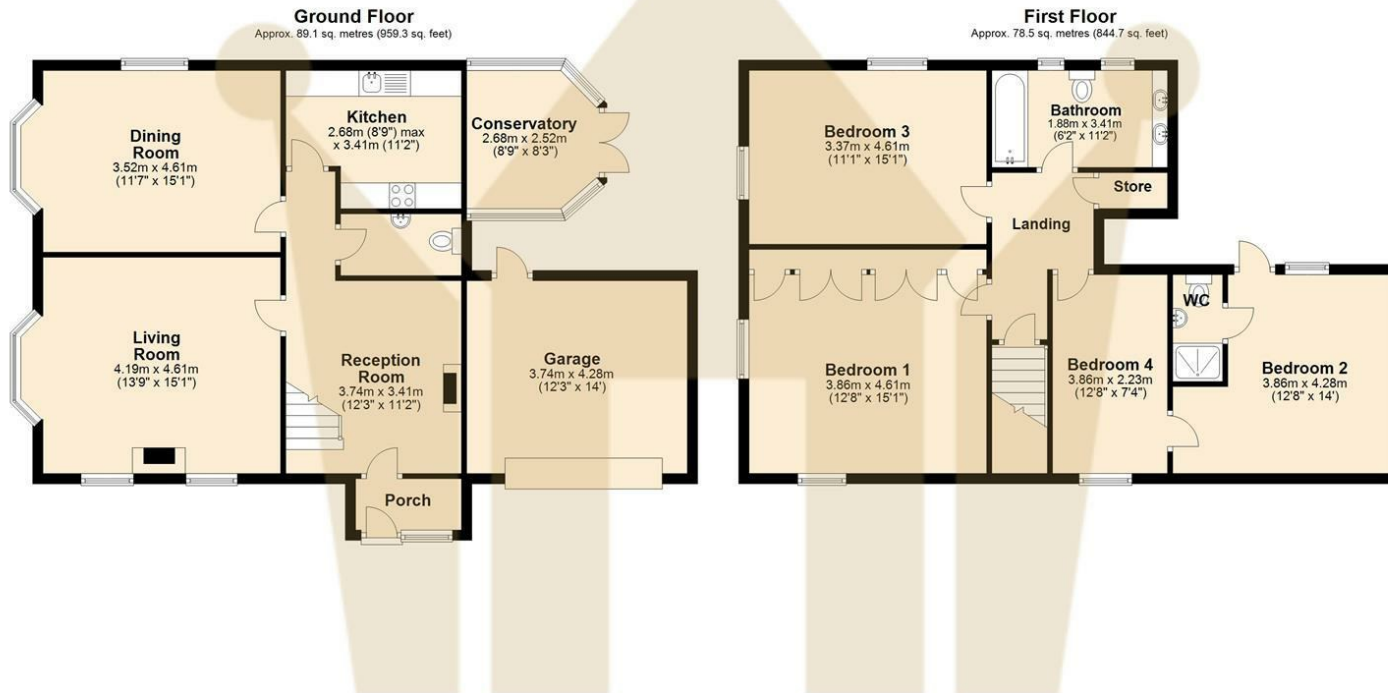 Ground Floor
Approx. 89.1 sq. metres (959.3 sq. feet)
Dining
Room
3.52m x 4.61m
(11'7" x 15'1")
Kitchen
2.68m (8'9") max
x 3.41m (11'2")
Conservatory
2.68m x 2.52m
(8'9" x 8'3")
Living
Room
4.19m x 4.61m
(13'9" x 15'1")
Reception
Room
3.74m x 3.41m
(12'3" x 11'2")
Garage
3.74m x 4.28m
(12'3" x 14')
Porch
First Floor
Approx. 78.5 sq. metres (844.7 sq. feet)
Bedroom 3
3.37m x 4.61m
(11'1" x 15'1")
Bathroom
1.88m x 3.41m
(6'2" x 11'2")
Store
Landing
Bedroom 1
3.86m x 4.61m
(12'8" x 15'1")
Bedroom 4
3.86m x 2.23m
(12'8" x 7'4")
WC
Bedroom 2
3.86m x 4.28m
(12'8" x 14')